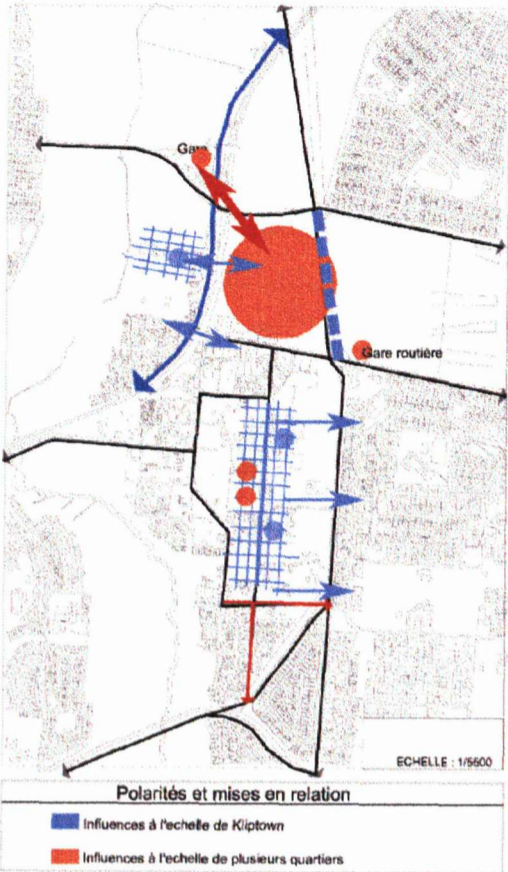 Gare
Gare routière
ECHELLE : 1/5600
Polarités et mises en relation
Influences à l'echelle de Kliptown
Influences à l'echelle de plusieurs quartiers